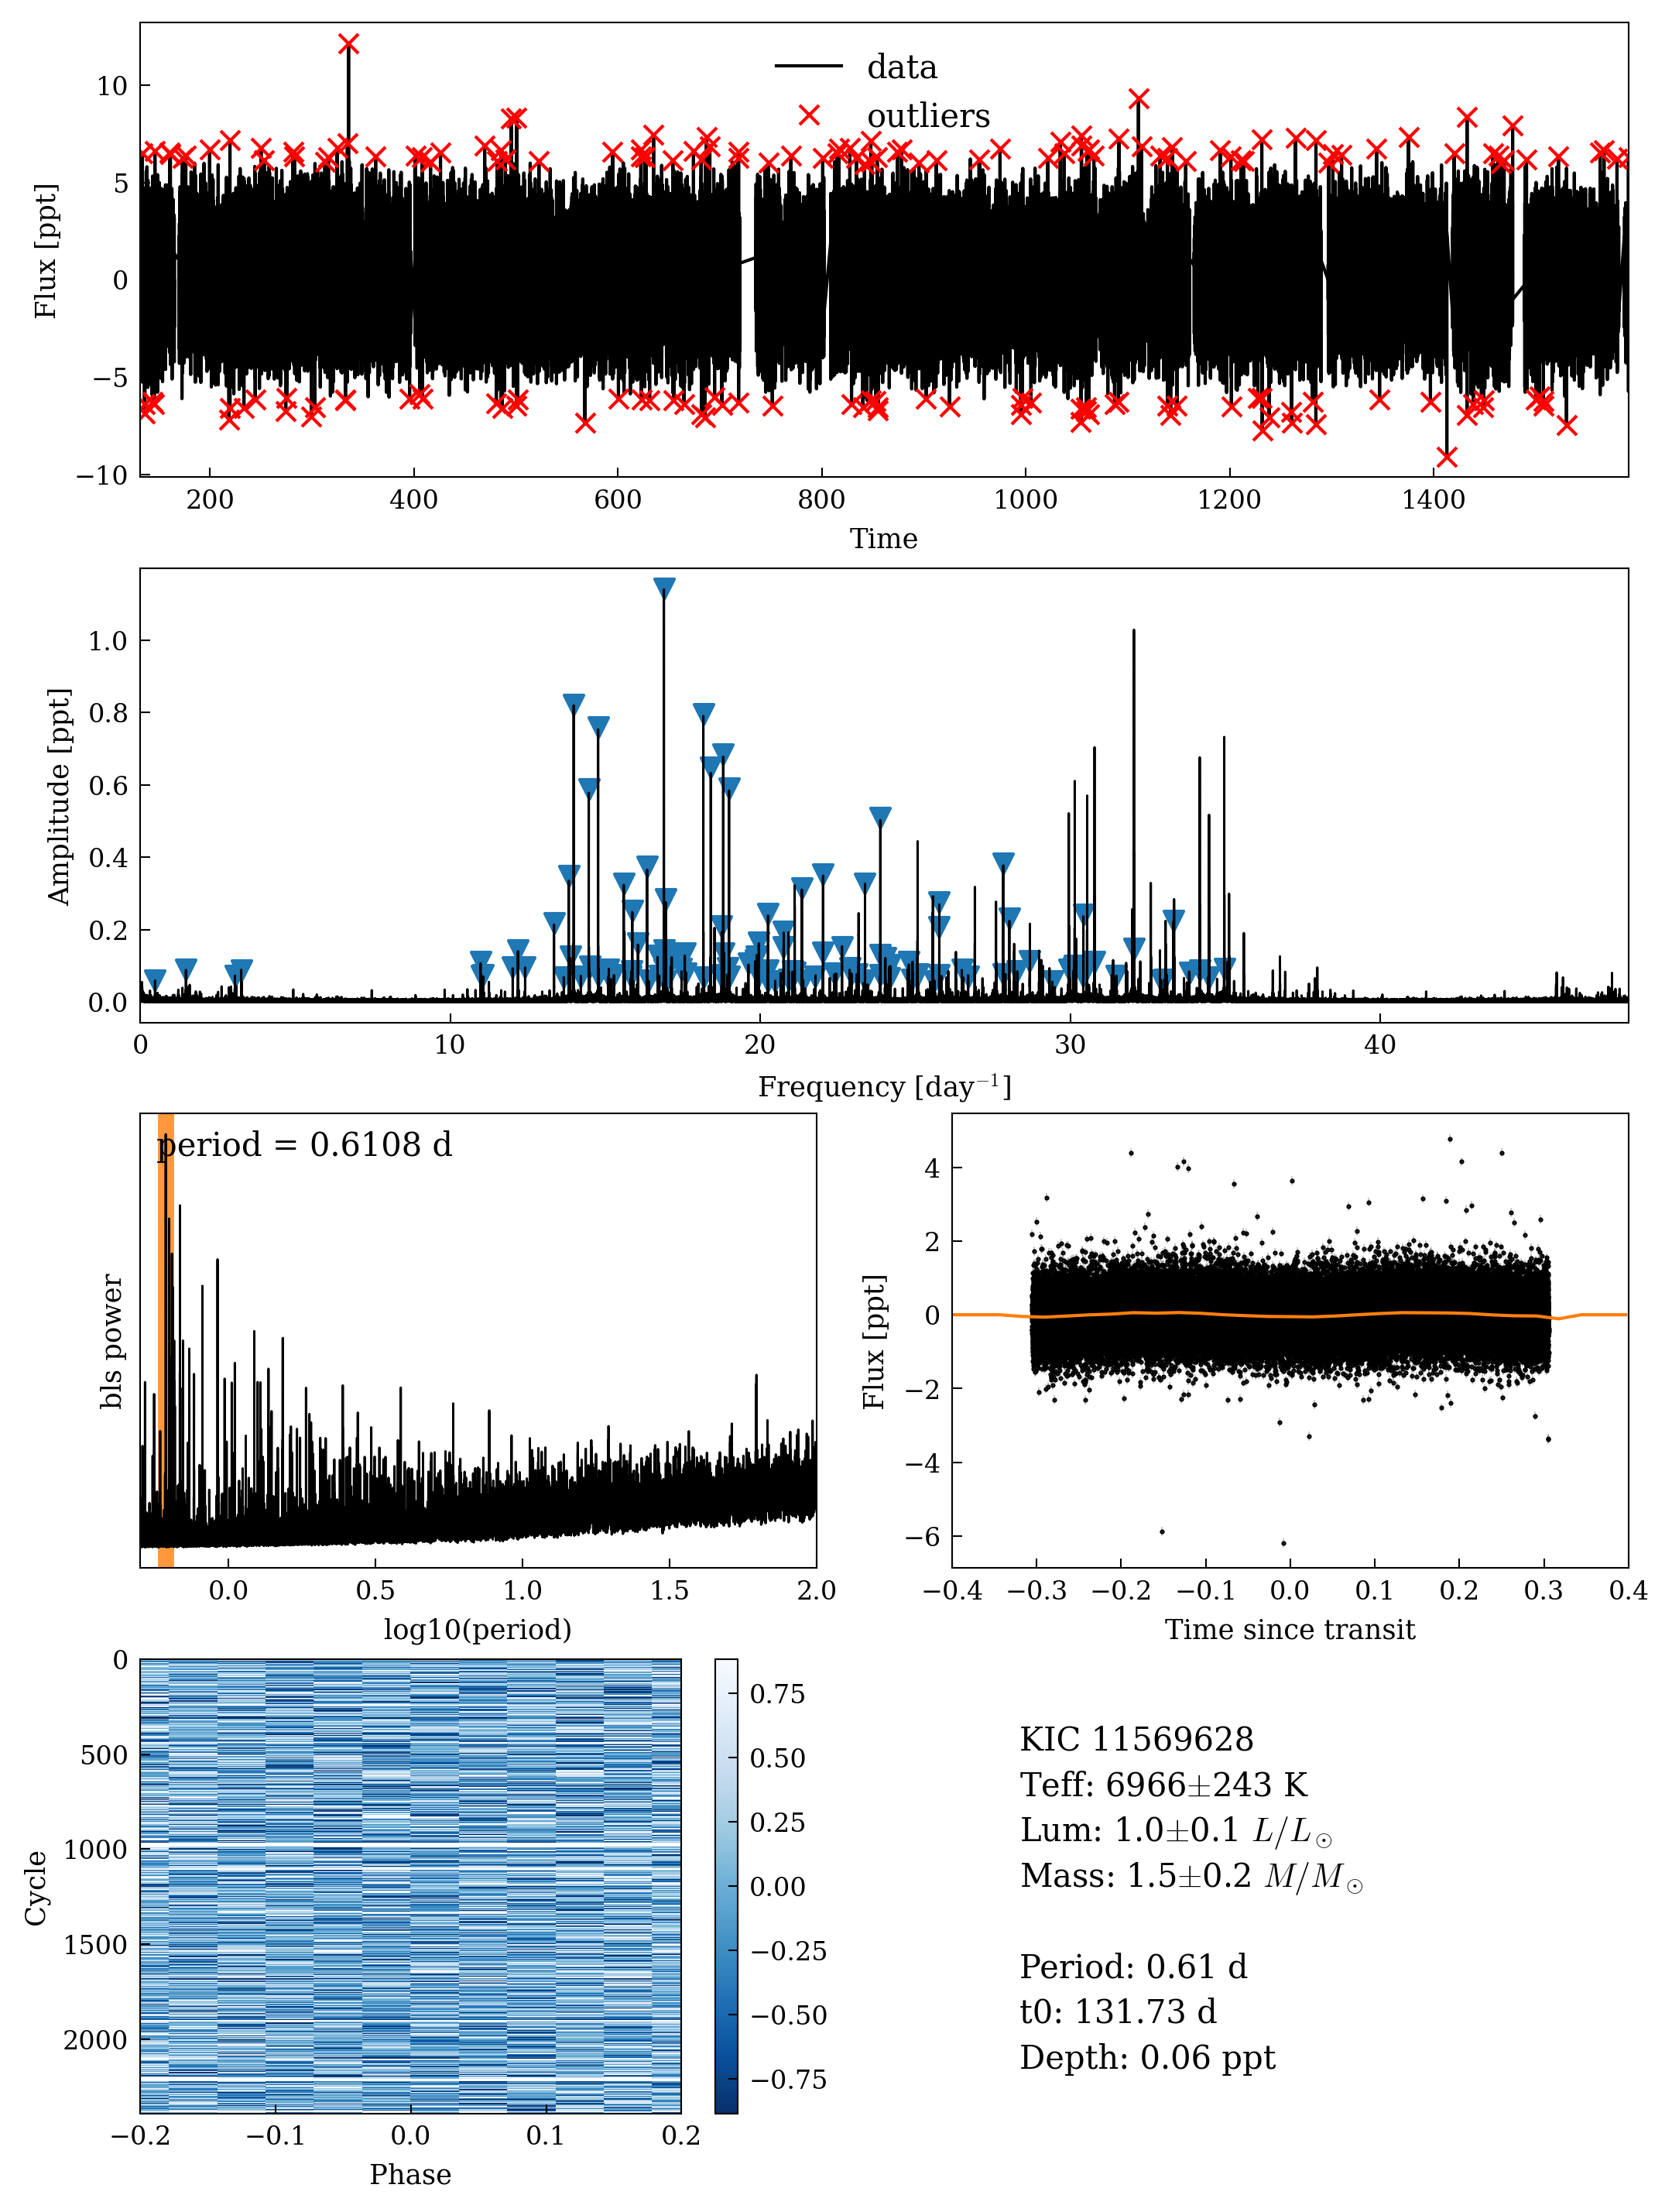 data
outliers
10
5
0
−5
−10
Flux [ppt]
200 400 600 800 1000 1200 1400
Time
1.0
0.8
0.6
0.4
0.2
0.0
Amplitude [ppt]
0 10 20 30 40
Frequency [day⁻¹]
period = 0.6108 d
bls power
0.0 0.5 1.0 1.5 2.0
log10(period)
4
2
0
−2
−4
−6
Flux [ppt]
−0.4 −0.3 −0.2 −0.1 0.0 0.1 0.2 0.3 0.4
Time since transit
0
500
1000
1500
2000
Cycle
−0.2 −0.1 0.0 0.1 0.2
Phase
0.75
0.50
0.25
0.00
−0.25
−0.50
−0.75
KIC 11569628
Teff: 6966±243 K
Lum: 1.0±0.1 L/L⊙
Mass: 1.5±0.2 M/M⊙
Period: 0.61 d
t0: 131.73 d
Depth: 0.06 ppt